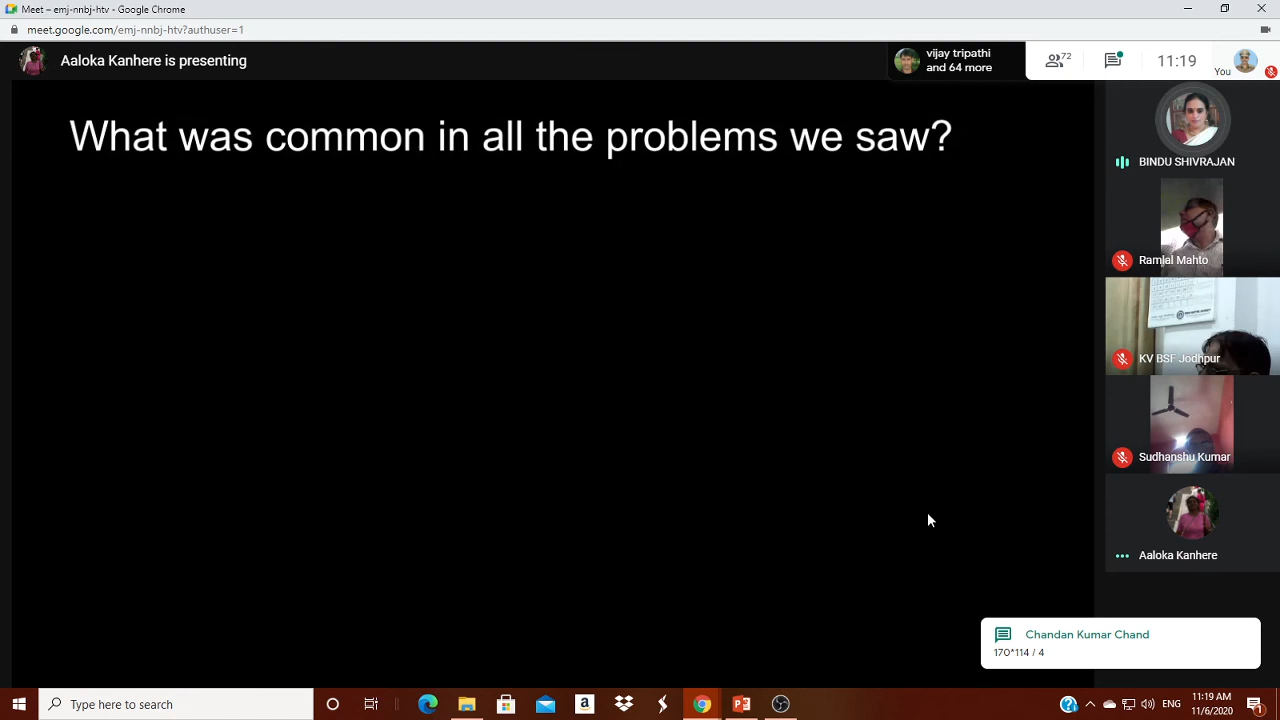 Meet – emj-nnbj-htv - Google Chrome
meet.google.com/emj-nnbj-htv?authuser=1
Aaloka Kanhere is presenting
vijay tripathi
and 64 more
72
11:19
You
What was common in all the problems we saw?
BINDU SHIVRAJAN
Ramlal Mahto
KV BSF Jodhpur
Sudhanshu Kumar
Aaloka Kanhere
Chandan Kumar Chand
170*114 / 4
Type here to search
ENG
11:19 AM
11/6/2020
1